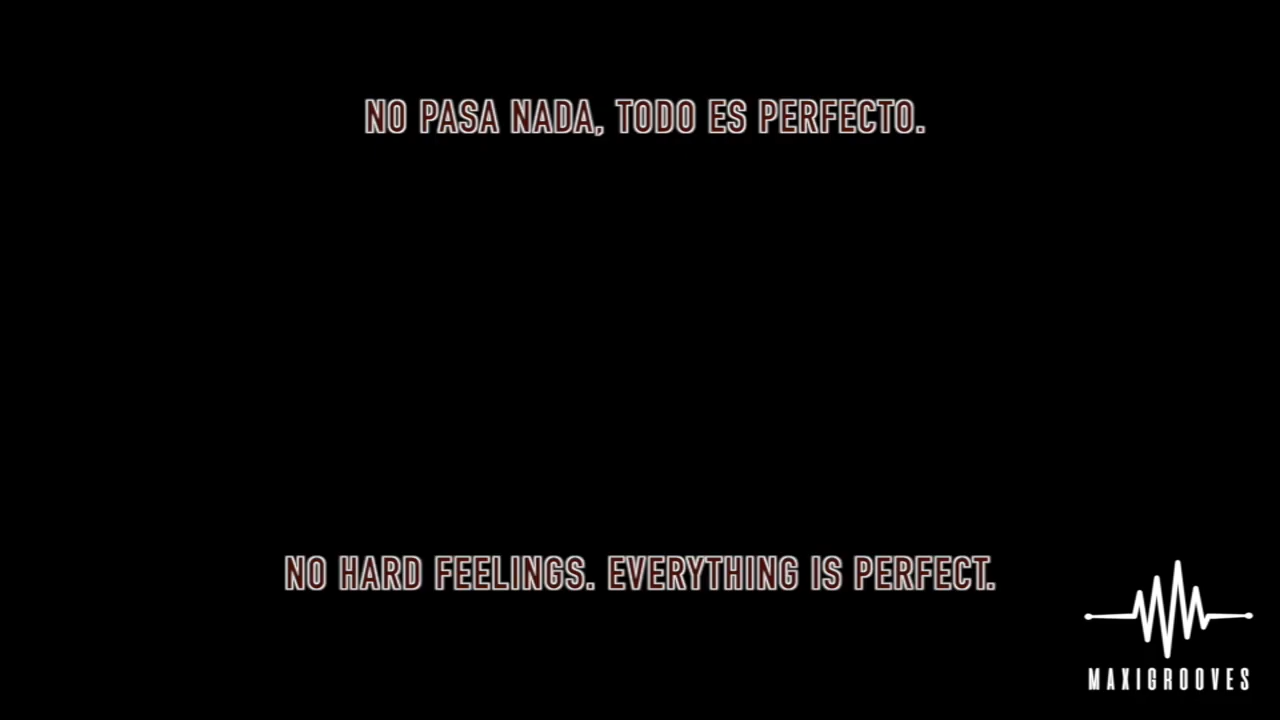 NO PASA NADA, TODO ES PERFECTO.
NO HARD FEELINGS. EVERYTHING IS PERFECT.
MAXIGROOVES